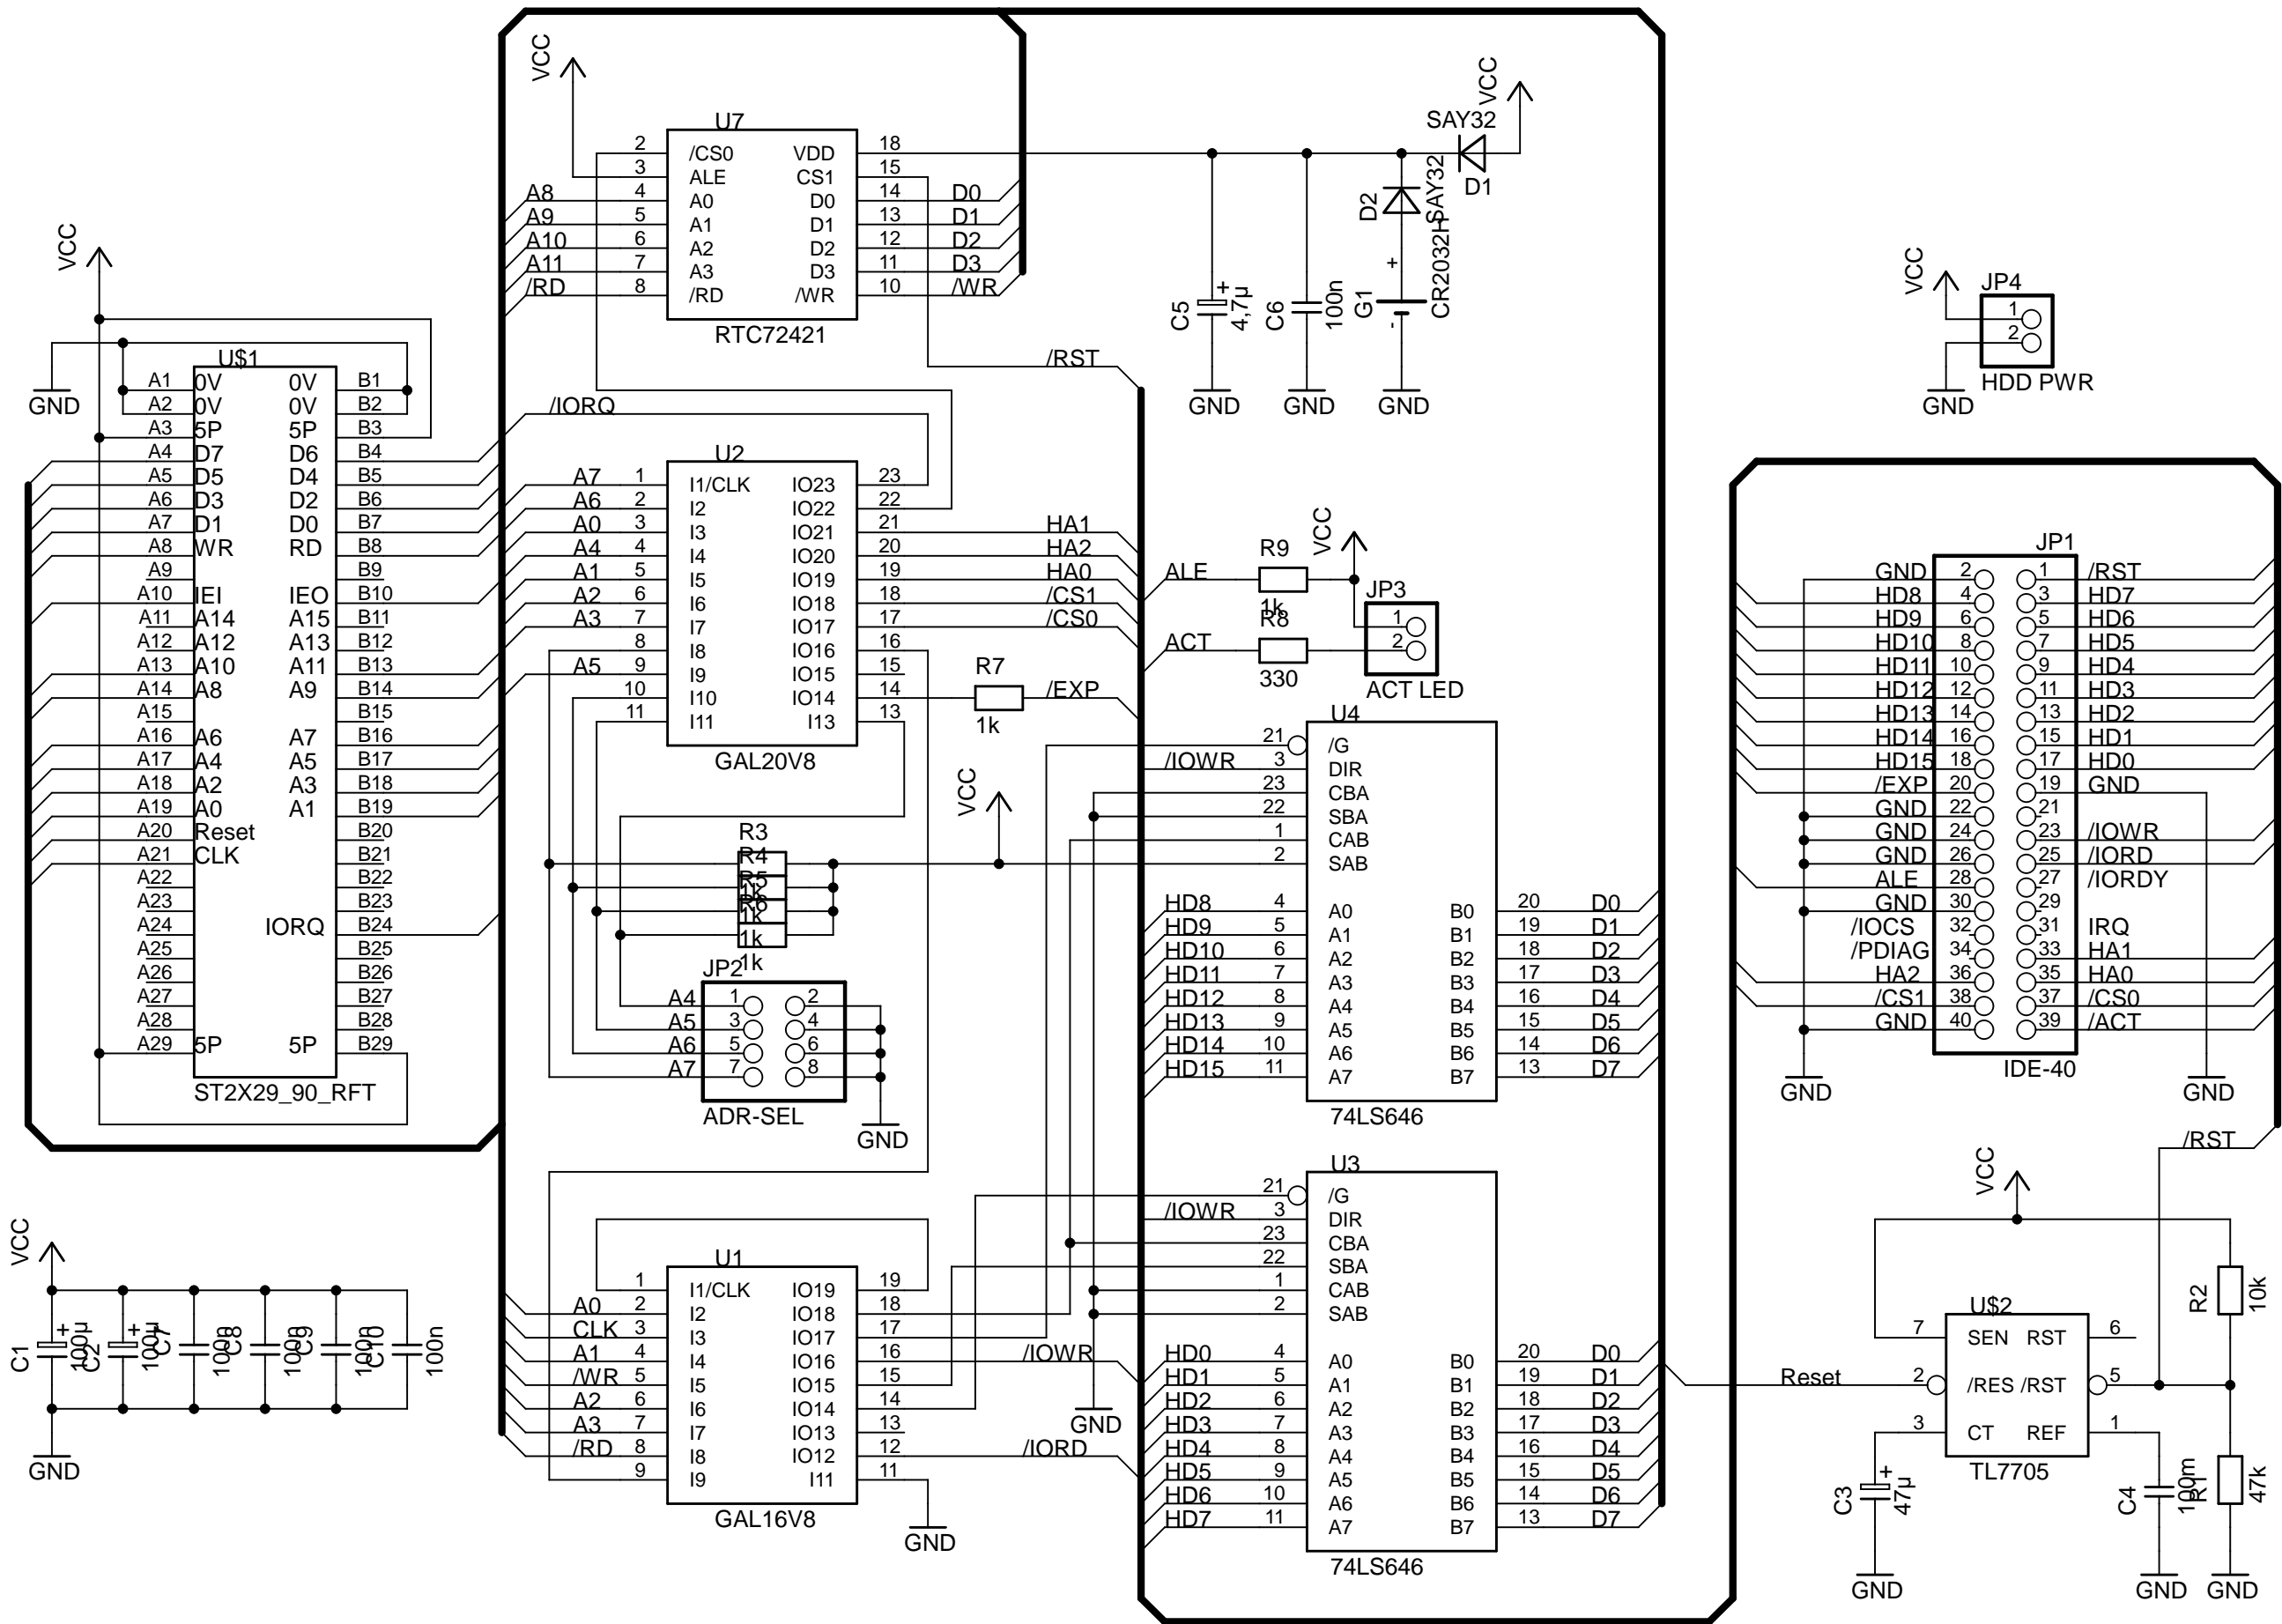 VCC
U7
2 /CS0 VDD 18
3 ALE CS1 15
A8 4 A0 D0 14 D0
A9 5 A1 D1 13 D1
A10 6 A2 D2 12 D2
A11 7 A3 D3 11 D3
/RD 8 /RD /WR 10 /WR
RTC72421
VCC
SAY32
D1
D2
SAY32
C5
+
4,7µ
C6
100n
G1
+
-
CR2032H
GND
GND
GND
/RST
VCC
JP4
1
2
HDD PWR
GND
VCC
GND
U$1
A1 0V 0V B1
A2 0V 0V B2
A3 5P 5P B3
A4 D7 D6 B4
A5 D5 D4 B5
A6 D3 D2 B6
A7 D1 D0 B7
A8 WR RD B8
A9 B9
A10 IEI IEO B10
A11 A14 A15 B11
A12 A12 A13 B12
A13 A10 A11 B13
A14 A8 A9 B14
A15 B15
A16 A6 A7 B16
A17 A4 A5 B17
A18 A2 A3 B18
A19 A0 A1 B19
A20 Reset B20
A21 CLK B21
A22 B22
A23 B23
A24 IORQ B24
A25 B25
A26 B26
A27 B27
A28 B28
A29 5P 5P B29
ST2X29_90_RFT
/IORQ
U2
A7 1 I1/CLK IO23 23
A6 2 I2 IO22 22
A0 3 I3 IO21 21 HA1
A4 4 I4 IO20 20 HA2
A1 5 I5 IO19 19 HA0
A2 6 I6 IO18 18 /CS1
A3 7 I7 IO17 17 /CS0
8 I8 IO16 16
A5 9 I9 IO15 15
10 I10 IO14 14
11 I11 I13 13
GAL20V8
R7
1k
/EXP
VCC
R9
ALE
1k
R8
ACT
330
JP3
1
2
ACT LED
VCC
R3
R4
R5
1k
R6
1k
1k
1k
JP2
A4 1 2
A5 3 4
A6 5 6
A7 7 8
ADR-SEL
GND
U4
21 /G
/IOWR 3 DIR
23 CBA
22 SBA
1 CAB
2 SAB
HD8 4 A0 B0 20 D0
HD9 5 A1 B1 19 D1
HD10 6 A2 B2 18 D2
HD11 7 A3 B3 17 D3
HD12 8 A4 B4 16 D4
HD13 9 A5 B5 15 D5
HD14 10 A6 B6 14 D6
HD15 11 A7 B7 13 D7
74LS646
JP1
GND 2 1 /RST
HD8 4 3 HD7
HD9 6 5 HD6
HD10 8 7 HD5
HD11 10 9 HD4
HD12 12 11 HD3
HD13 14 13 HD2
HD14 16 15 HD1
HD15 18 17 HD0
/EXP 20 19 GND
GND 22 21
GND 24 23 /IOWR
GND 26 25 /IORD
ALE 28 27 /IORDY
GND 30 29
/IOCS 32 31 IRQ
/PDIAG 34 33 HA1
HA2 36 35 HA0
/CS1 38 37 /CS0
GND 40 39 /ACT
IDE-40
GND
GND
VCC
C1
+
100µ
C2
+
100µ
C7
100n
C8
100n
C9
100n
C10
100n
GND
U1
1 I1/CLK IO19 19
A0 2 I2 IO18 18
CLK 3 I3 IO17 17
A1 4 I4 IO16 16 /IOWR
/WR 5 I5 IO15 15
A2 6 I6 IO14 14
A3 7 I7 IO13 13
/RD 8 I8 IO12 12 /IORD
9 I9 I11 11
GAL16V8
GND
GND
U3
21 /G
/IOWR 3 DIR
23 CBA
22 SBA
1 CAB
2 SAB
HD0 4 A0 B0 20 D0
HD1 5 A1 B1 19 D1
HD2 6 A2 B2 18 D2
HD3 7 A3 B3 17 D3
HD4 8 A4 B4 16 D4
HD5 9 A5 B5 15 D5
HD6 10 A6 B6 14 D6
HD7 11 A7 B7 13 D7
74LS646
/RST
VCC
U$2
7 SEN RST 6
Reset 2 /RES /RST 5
3 CT REF 1
TL7705
R2
10k
C3
+
47µ
C4
100m
R1
47k
GND
GND
GND